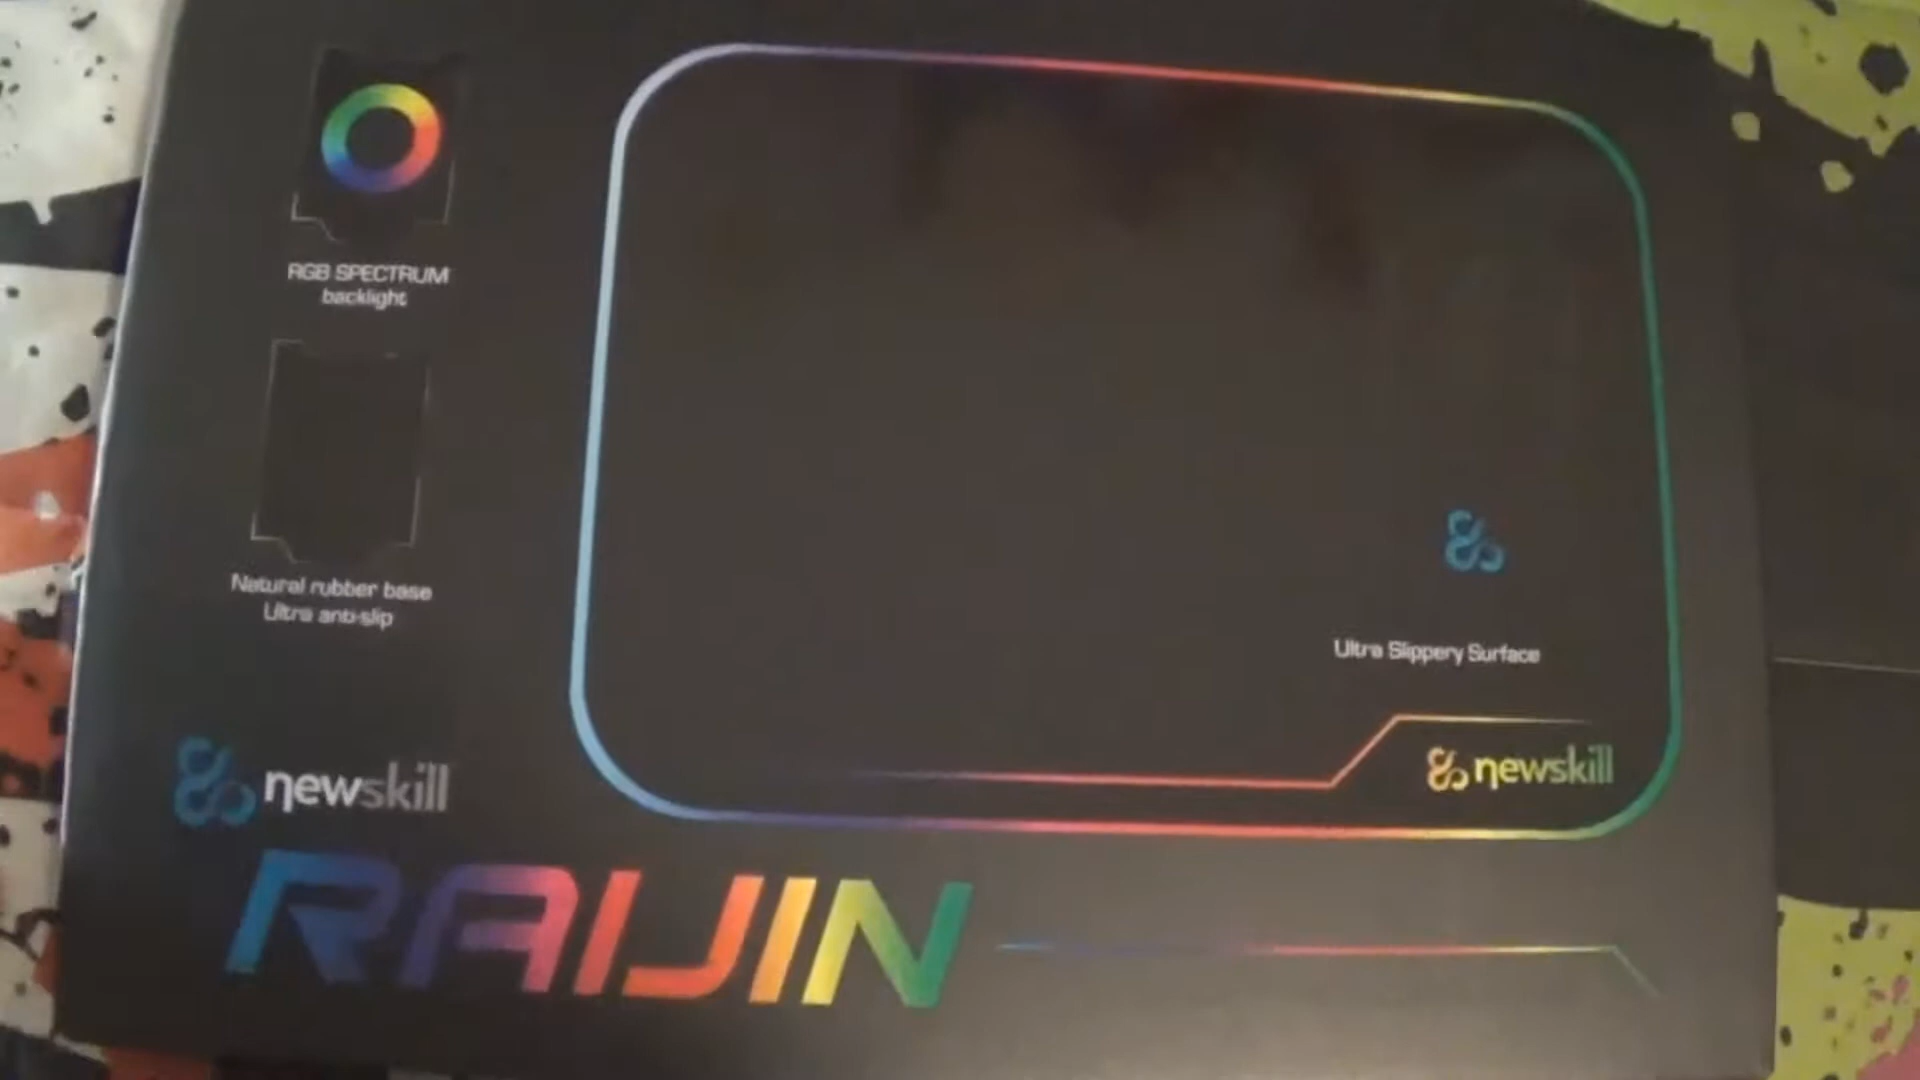 RGB SPECTRUM
backlight
Natural rubber base
Ultra anti-slip
Ultra Slippery Surface
newskill
newskill
RAIJIN